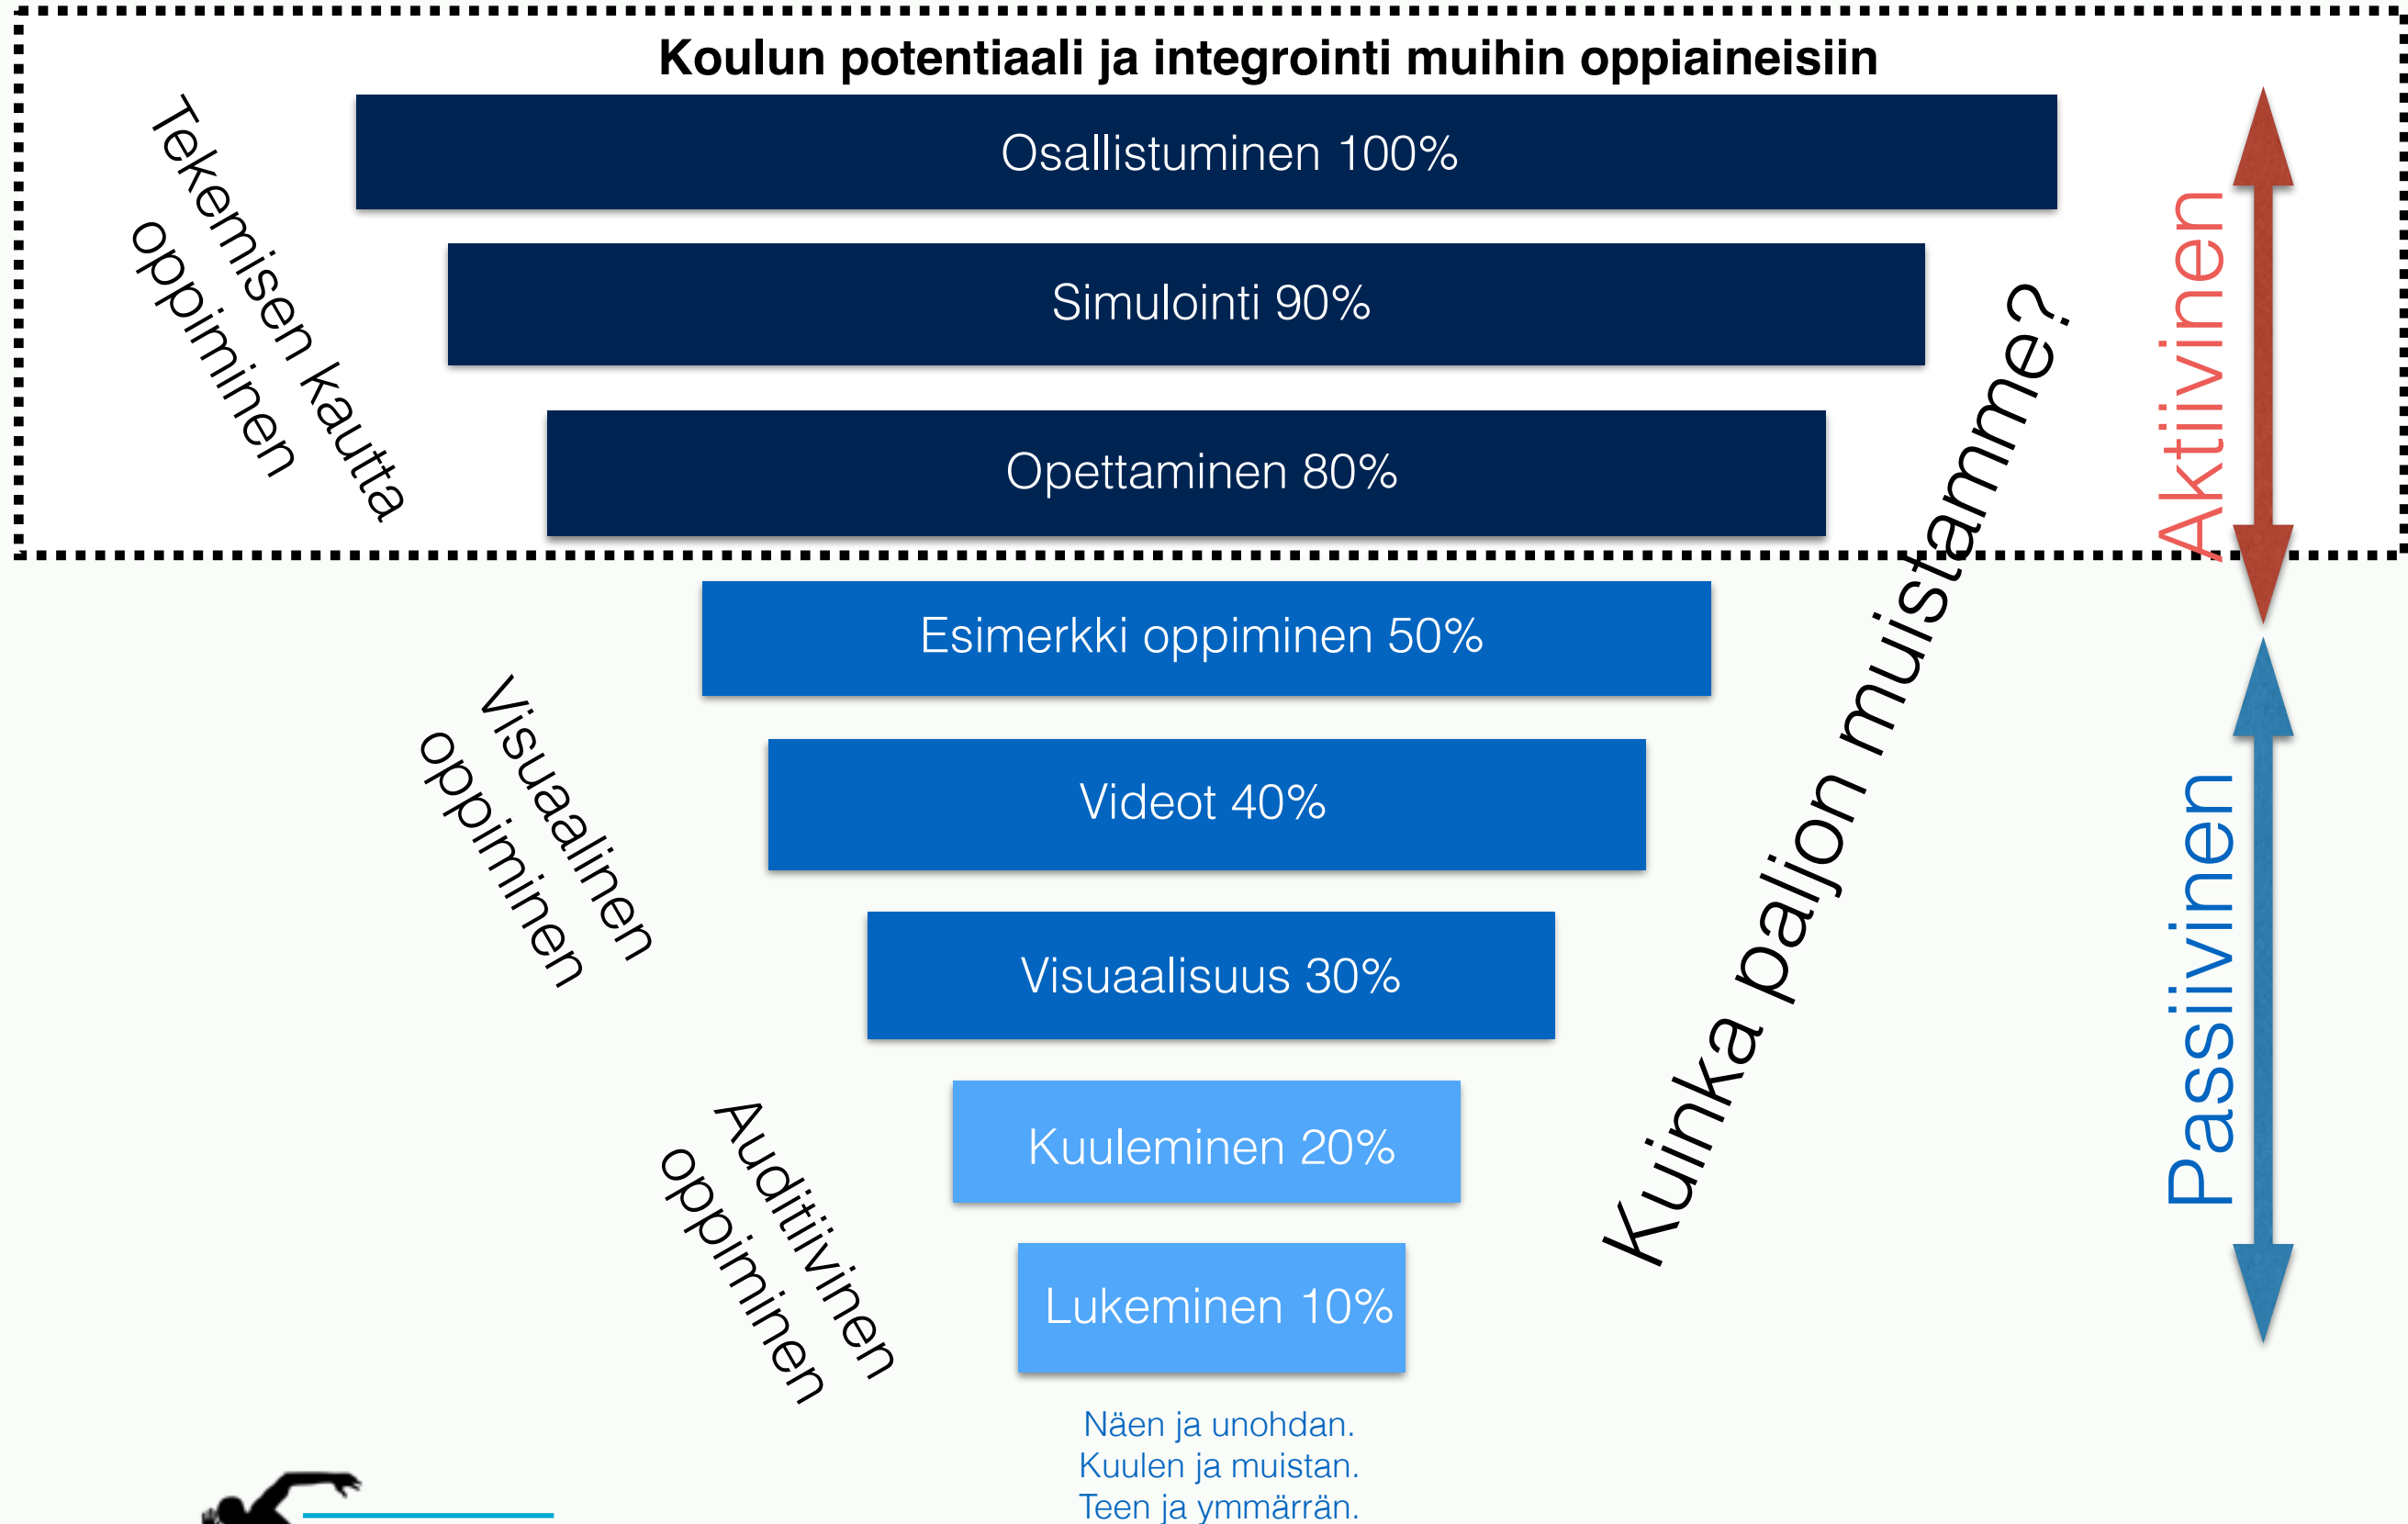 Koulun potentiaali ja integrointi muihin oppiaineisiin
Tekemisen kautta
oppiminen
Osallistuminen 100%
Simulointi 90%
Opettaminen 80%
Aktiivinen
Kuinka paljon muistamme?
Visuaalinen
oppiminen
Esimerkki oppiminen 50%
Videot 40%
Visuaalisuus 30%
Passiivinen
Auditiivinen
oppiminen
Kuuleminen 20%
Lukeminen 10%
Näen ja unohdan.
Kuulen ja muistan.
Teen ja ymmärrän.